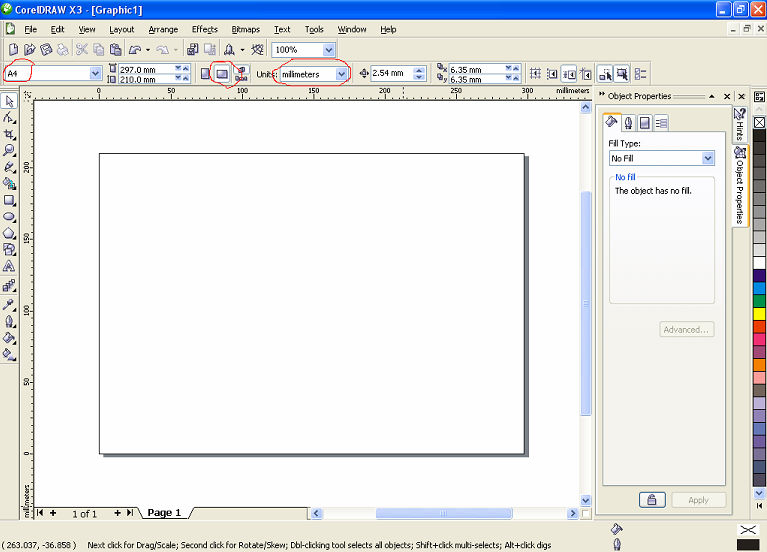 CorelDRAW X3 - [Graphic1]
File Edit View Layout Arrange Effects Bitmaps Text Tools Window Help
100%
A4 297.0 mm 210.0 mm Units: millimeters 2.54 mm x 6.35 mm y 6.35 mm
0 50 100 150 200 250 300 millimeters
200
150
100
50
0
millimeters
Object Properties
Fill Type:
No Fill
No fill
The object has no fill.
Advanced...
Apply
Hints
Object Properties
1 of 1 Page 1
( 263.037, -36.858 ) Next click for Drag/Scale; Second click for Rotate/Skew; Dbl-clicking tool selects all objects; Shift+click multi-selects; Alt+click digs